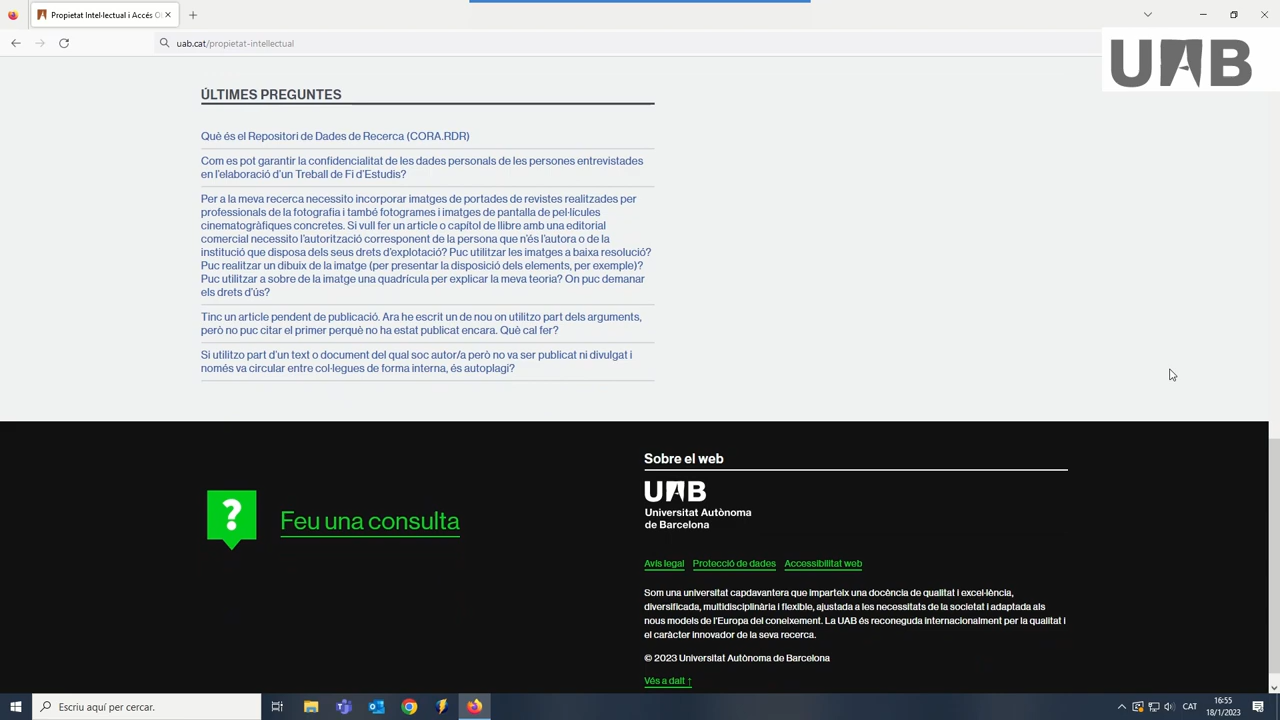 Propietat Intel·lectual i Accés O
uab.cat/propietat-intellectual
UAB
ÚLTIMES PREGUNTES
Què és el Repositori de Dades de Recerca (CORA.RDR)
Com es pot garantir la confidencialitat de les dades personals de les persones entrevistades
en l'elaboració d'un Treball de Fi d'Estudis?
Per a la meva recerca necessito incorporar imatges de portades de revistes realitzades per
professionals de la fotografia i també fotogrames i imatges de pantalla de pel·lícules
cinematogràfiques concretes. Si vull fer un article o capítol de llibre amb una editorial
comercial necessito l'autorització corresponent de la persona que n'és l'autora o de la
institució que disposa dels seus drets d'explotació? Puc utilitzar les imatges a baixa resolució?
Puc realitzar un dibuix de la imatge (per presentar la disposició dels elements, per exemple)?
Puc utilitzar a sobre de la imatge una quadrícula per explicar la meva teoria? On puc demanar
els drets d'ús?
Tinc un article pendent de publicació. Ara he escrit un de nou on utilitzo part dels arguments,
però no puc citar el primer perquè no ha estat publicat encara. Què cal fer?
Si utilitzo part d'un text o document del qual soc autor/a però no va ser publicat ni divulgat i
només va circular entre col·legues de forma interna, és autoplagi?
Feu una consulta
Sobre el web
UAB
Universitat Autònoma
de Barcelona
Avís legal Protecció de dades Accessibilitat web
Som una universitat capdavantera que imparteix una docència de qualitat i excel·lència,
diversificada, multidisciplinària i flexible, ajustada a les necessitats de la societat i adaptada als
nous models de l'Europa del coneixement. La UAB és reconeguda internacionalment per la qualitat i
el caràcter innovador de la seva recerca.
© 2023 Universitat Autònoma de Barcelona
Vés a dalt ↑
Escriu aquí per cercar.
CAT
16:55
18/1/2023